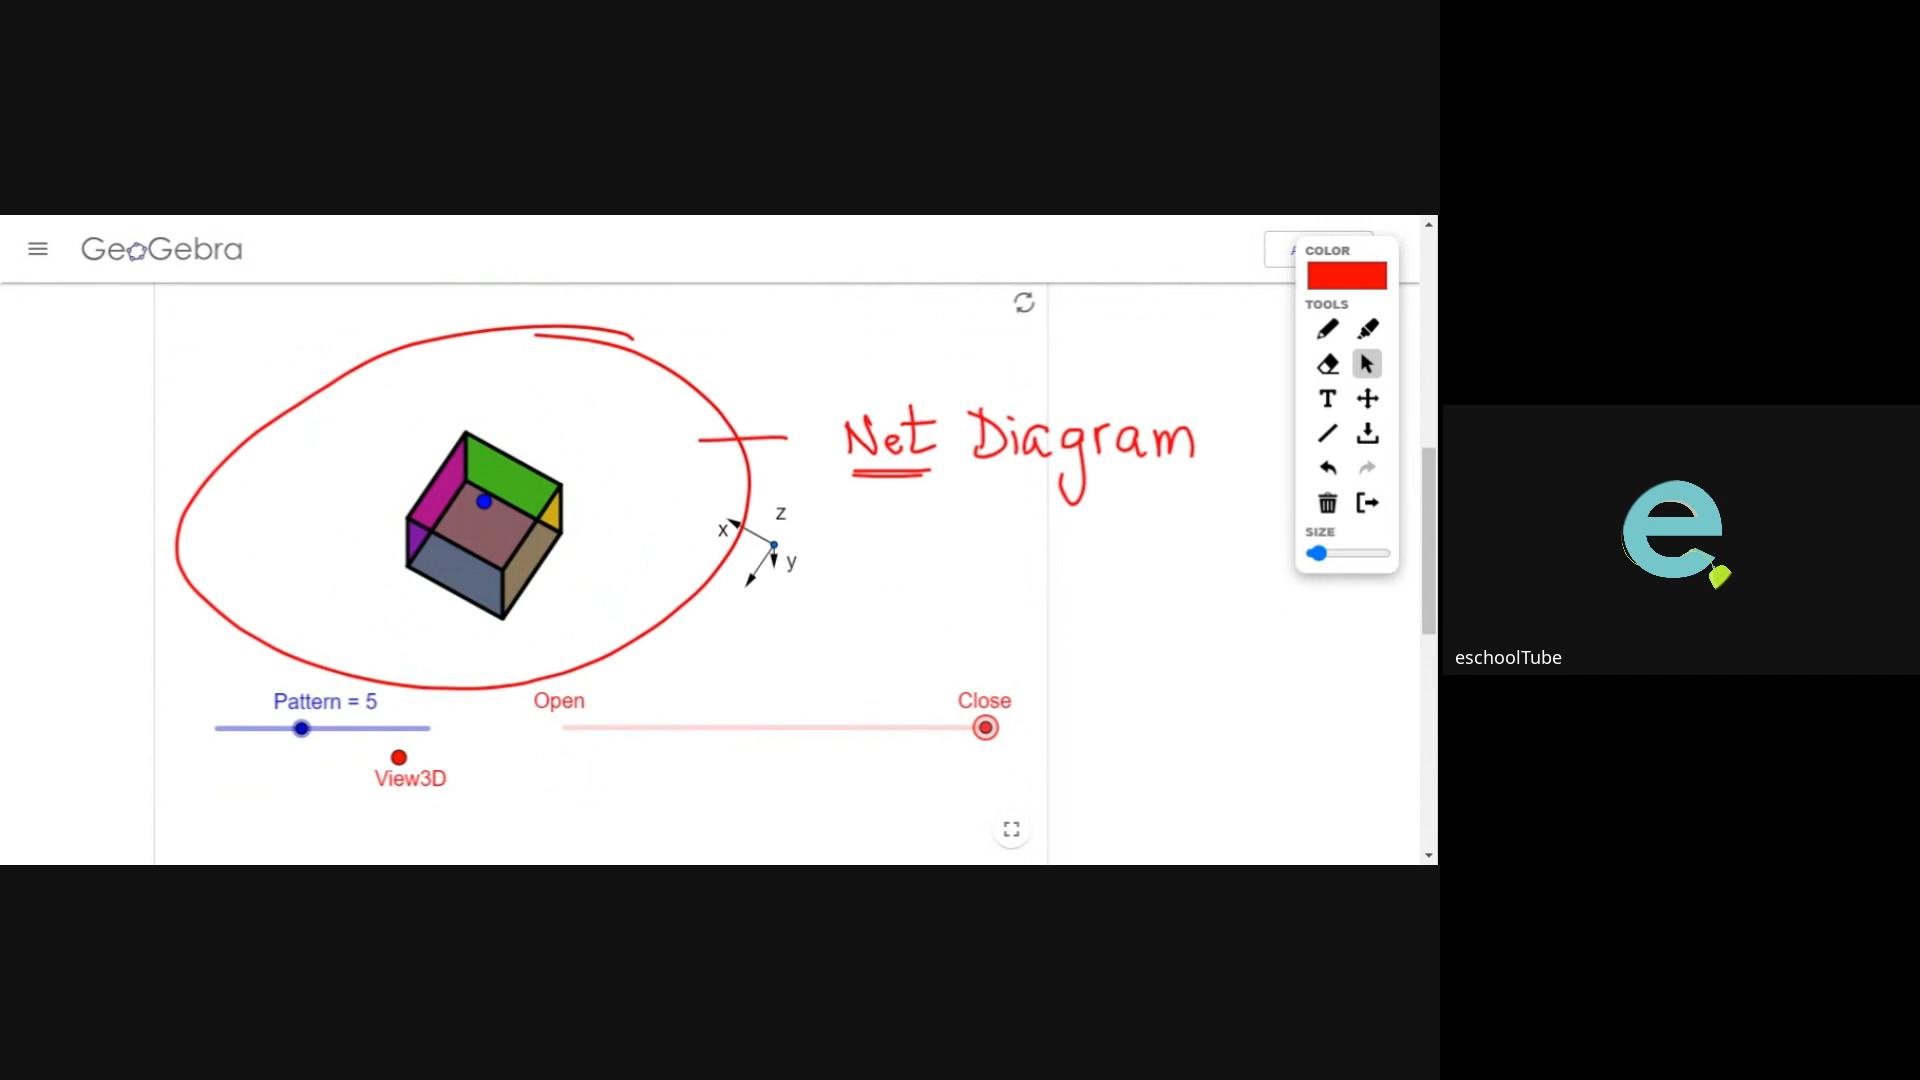 GeoGebra
COLOR
TOOLS
T
Net Diagram
SIZE
z
x
y
Pattern = 5
Open
Close
View3D
e
eschoolTube